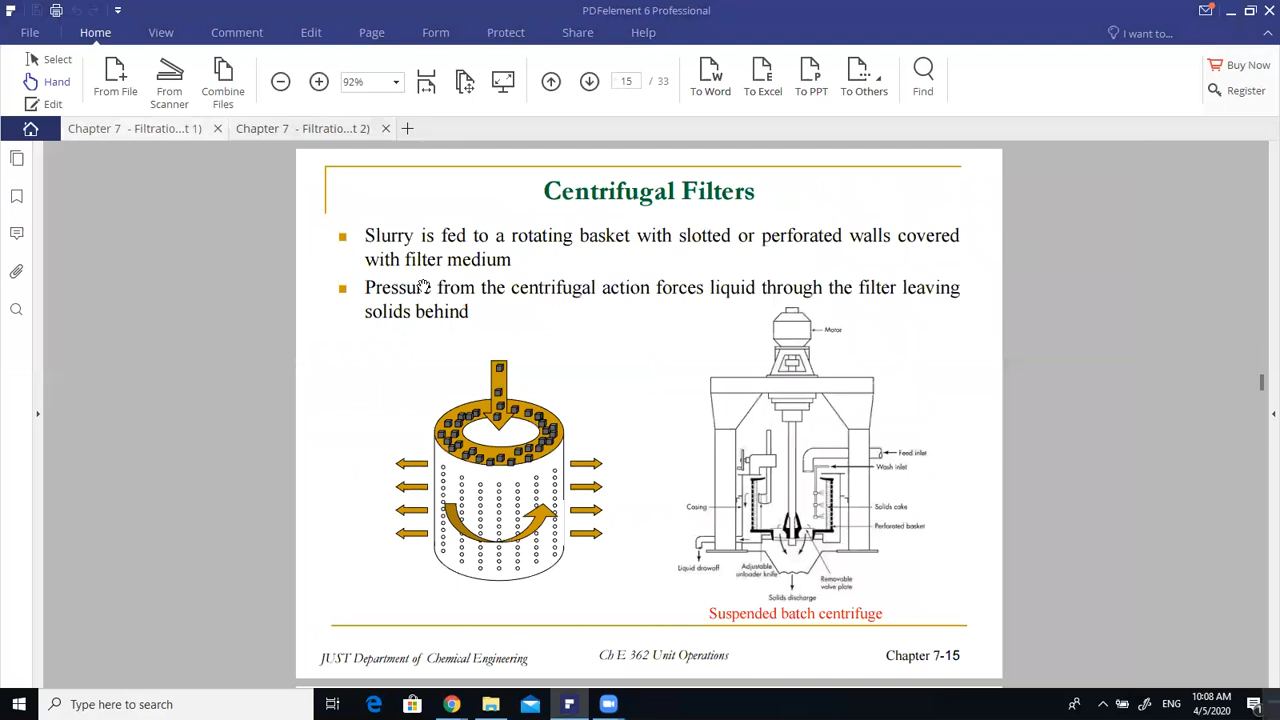 PDFelement 6 Professional
File
Home
View
Comment
Edit
Page
Form
Protect
Share
Help
I want to...
Select
Hand
Edit
From File
From Scanner
Combine Files
92%
15 / 33
To Word
To Excel
To PPT
To Others
Find
Buy Now
Register
Chapter 7 - Filtratio...t 1)
Chapter 7 - Filtratio...t 2)
Centrifugal Filters
Slurry is fed to a rotating basket with slotted or perforated walls covered
with filter medium
Pressure from the centrifugal action forces liquid through the filter leaving
solids behind
Motor
Feed inlet
Wash inlet
Casing
Solids cake
Perforated basket
Liquid drawoff
Adjustable
unloader knife
Removable
valve plate
Solids discharge
Suspended batch centrifuge
JUST Department of Chemical Engineering
Ch E 362 Unit Operations
Chapter 7-15
Type here to search
ENG
10:08 AM
4/5/2020